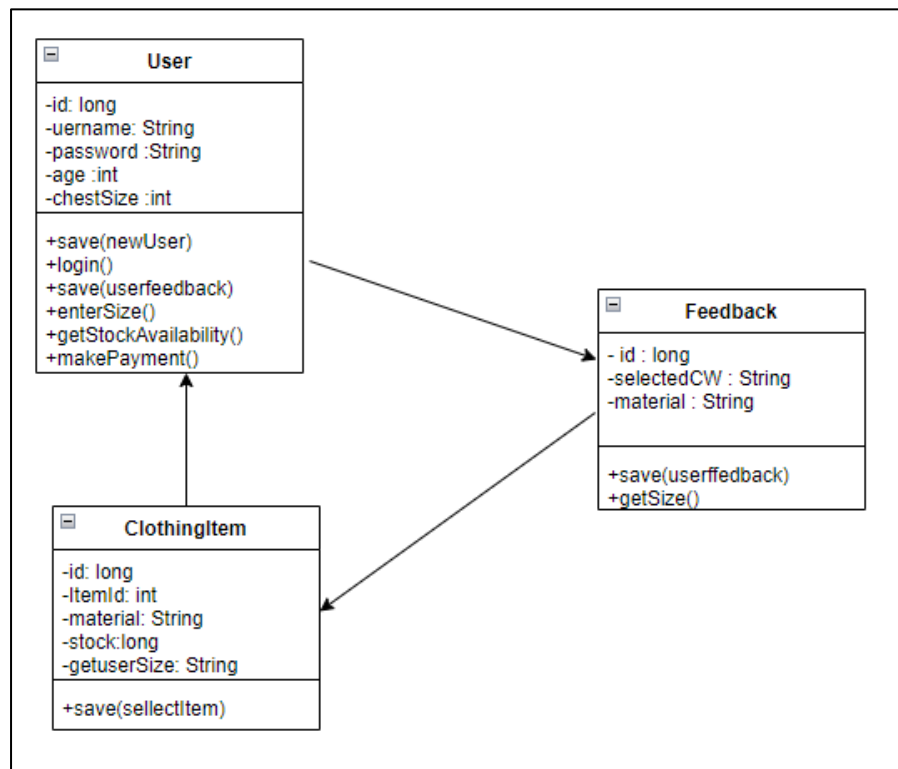 User
-id: long
-uername: String
-password :String
-age :int
-chestSize :int
+save(newUser)
+login()
+save(userfeedback)
+enterSize()
+getStockAvailability()
+makePayment()
Feedback
- id : long
-selectedCW : String
-material : String
+save(userffedback)
+getSize()
ClothingItem
-id: long
-ItemId: int
-material: String
-stock:long
-getuserSize: String
+save(sellectItem)